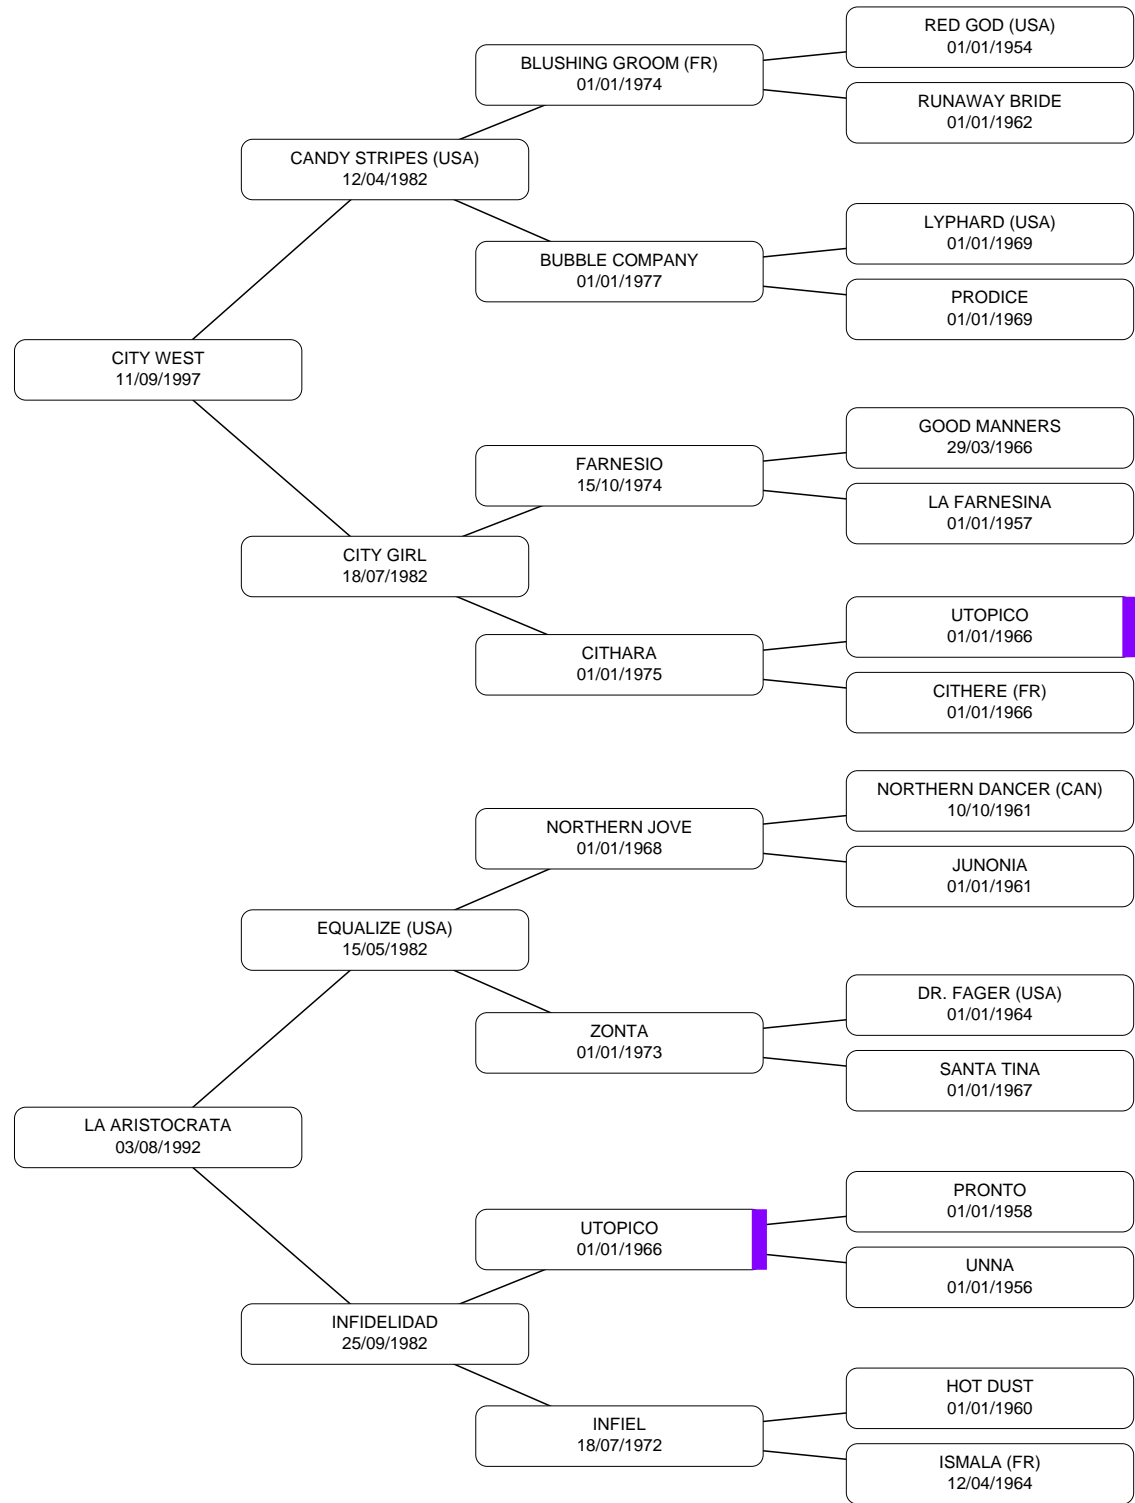 RED GOD (USA)
01/01/1954
BLUSHING GROOM (FR)
01/01/1974
RUNAWAY BRIDE
01/01/1962
CANDY STRIPES (USA)
12/04/1982
LYPHARD (USA)
01/01/1969
BUBBLE COMPANY
01/01/1977
PRODICE
01/01/1969
CITY WEST
11/09/1997
GOOD MANNERS
29/03/1966
FARNESIO
15/10/1974
LA FARNESINA
01/01/1957
CITY GIRL
18/07/1982
UTOPICO
01/01/1966
CITHARA
01/01/1975
CITHERE (FR)
01/01/1966
NORTHERN DANCER (CAN)
10/10/1961
NORTHERN JOVE
01/01/1968
JUNONIA
01/01/1961
EQUALIZE (USA)
15/05/1982
DR. FAGER (USA)
01/01/1964
ZONTA
01/01/1973
SANTA TINA
01/01/1967
LA ARISTOCRATA
03/08/1992
PRONTO
01/01/1958
UTOPICO
01/01/1966
UNNA
01/01/1956
INFIDELIDAD
25/09/1982
HOT DUST
01/01/1960
INFIEL
18/07/1972
ISMALA (FR)
12/04/1964